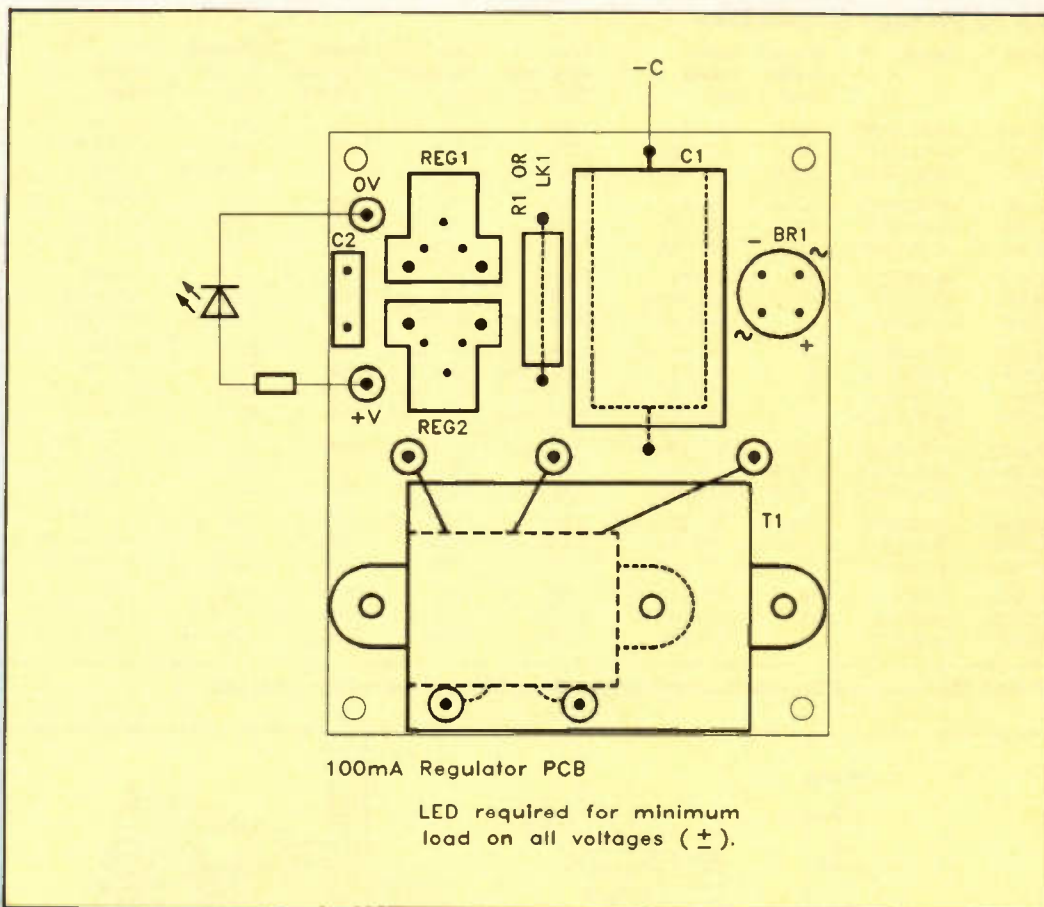 -C
REG1
R1 OR
LK1
C1
0V
C2
- BR1 ~
~ +
+V
REG2
T1
100mA Regulator PCB
LED required for minimum
load on all voltages (±).